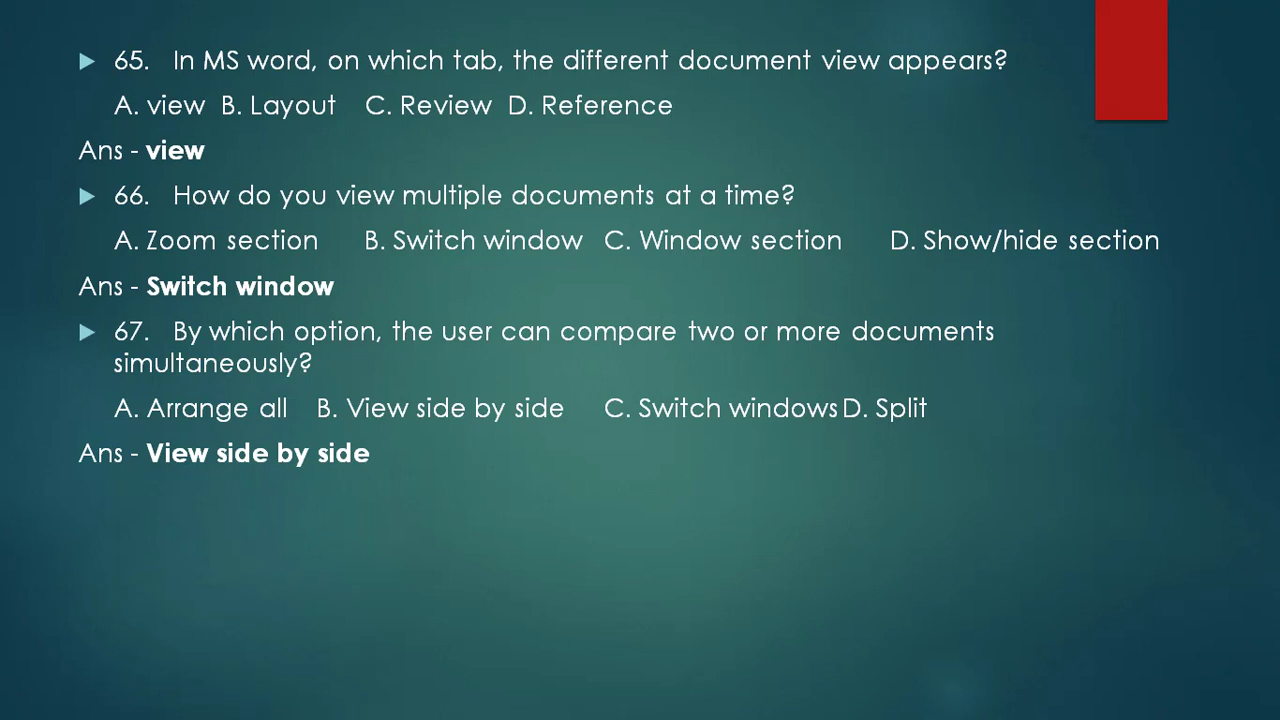 65. In MS word, on which tab, the different document view appears?
A. view B. Layout C. Review D. Reference
Ans - view
66. How do you view multiple documents at a time?
A. Zoom section B. Switch window C. Window section D. Show/hide section
Ans - Switch window
67. By which option, the user can compare two or more documents
simultaneously?
A. Arrange all B. View side by side C. Switch windows D. Split
Ans - View side by side